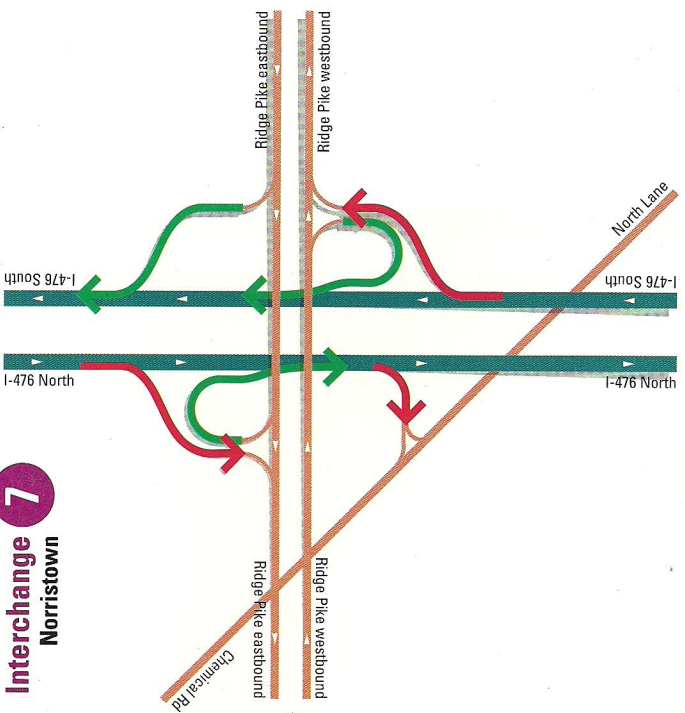 Ridge Pike eastbound
Ridge Pike westbound
North Lane
I-476 South
I-476 South
I-476 North
I-476 North
Interchange 7
Norristown
Ridge Pike eastbound
Ridge Pike westbound
Chemical Rd